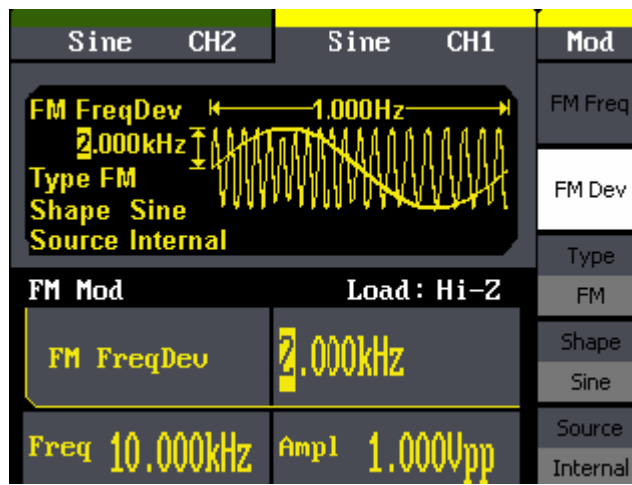 Sine CH2 Sine CH1 Mod
FM FreqDev 1.000Hz
2.000kHz
Type FM
Shape Sine
Source Internal
FM Mod Load: Hi-Z
FM FreqDev 2.000kHz
Freq 10.000kHz Ampl 1.000Vpp
FM Freq
FM Dev
Type
FM
Shape
Sine
Source
Internal